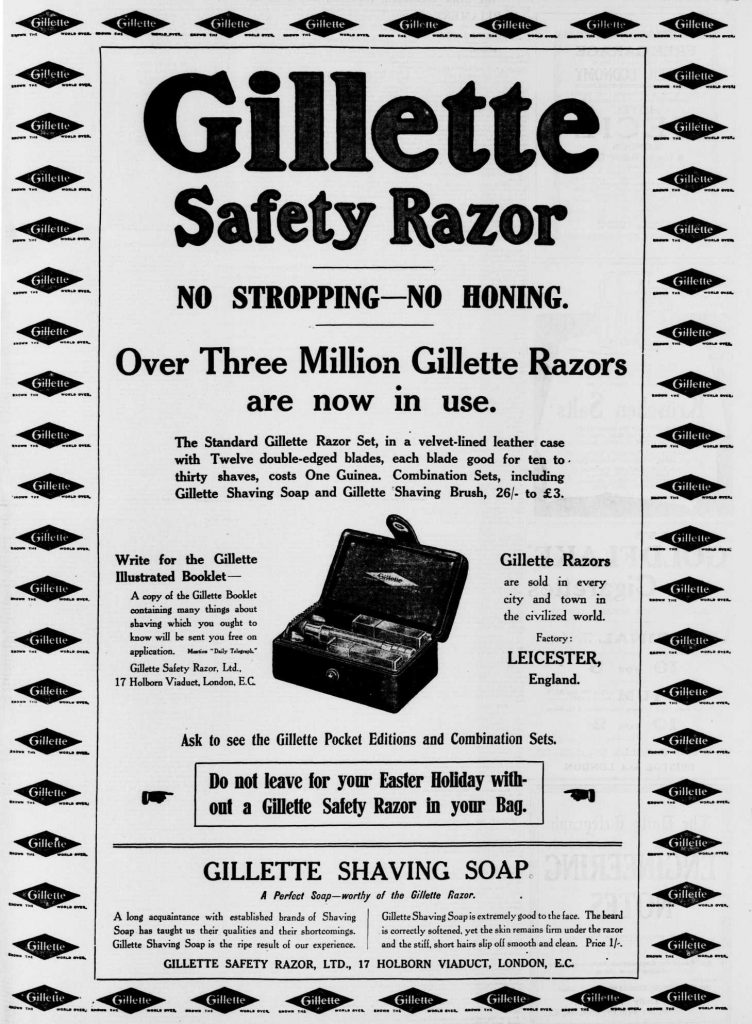 Gillette
Safety Razor
NO STROPPING—NO HONING.
Over Three Million Gillette Razors
are now in use.
The Standard Gillette Razor Set, in a velvet-lined leather case
with Twelve double-edged blades, each blade good for ten to
thirty shaves, costs One Guinea. Combination Sets, including
Gillette Shaving Soap and Gillette Shaving Brush, 26/- to £3.
Write for the Gillette
Illustrated Booklet—
A copy of the Gillette Booklet
containing many things about
shaving which you ought to
know will be sent you free on
application. Mention "Daily Telegraph."
Gillette Safety Razor, Ltd.,
17 Holborn Viaduct, London, E.C.
Gillette
Gillette Razors
are sold in every
city and town in
the civilized world.
Factory:
LEICESTER,
England.
Ask to see the Gillette Pocket Editions and Combination Sets.
Do not leave for your Easter Holiday with-
out a Gillette Safety Razor in your Bag.
GILLETTE SHAVING SOAP.
A Perfect Soap—worthy of the Gillette Razor.
A long acquaintance with established brands of Shaving
Soap has taught us their qualities and their shortcomings.
Gillette Shaving Soap is the ripe result of our experience.
Gillette Shaving Soap is extremely good to the face. The beard
is correctly softened, yet the skin remains firm under the razor
and the stiff, short hairs slip off smooth and clean. Price 1/-.
GILLETTE SAFETY RAZOR, LTD., 17 HOLBORN VIADUCT, LONDON, E.C.
Gillette
KNOWN THE WORLD OVER.